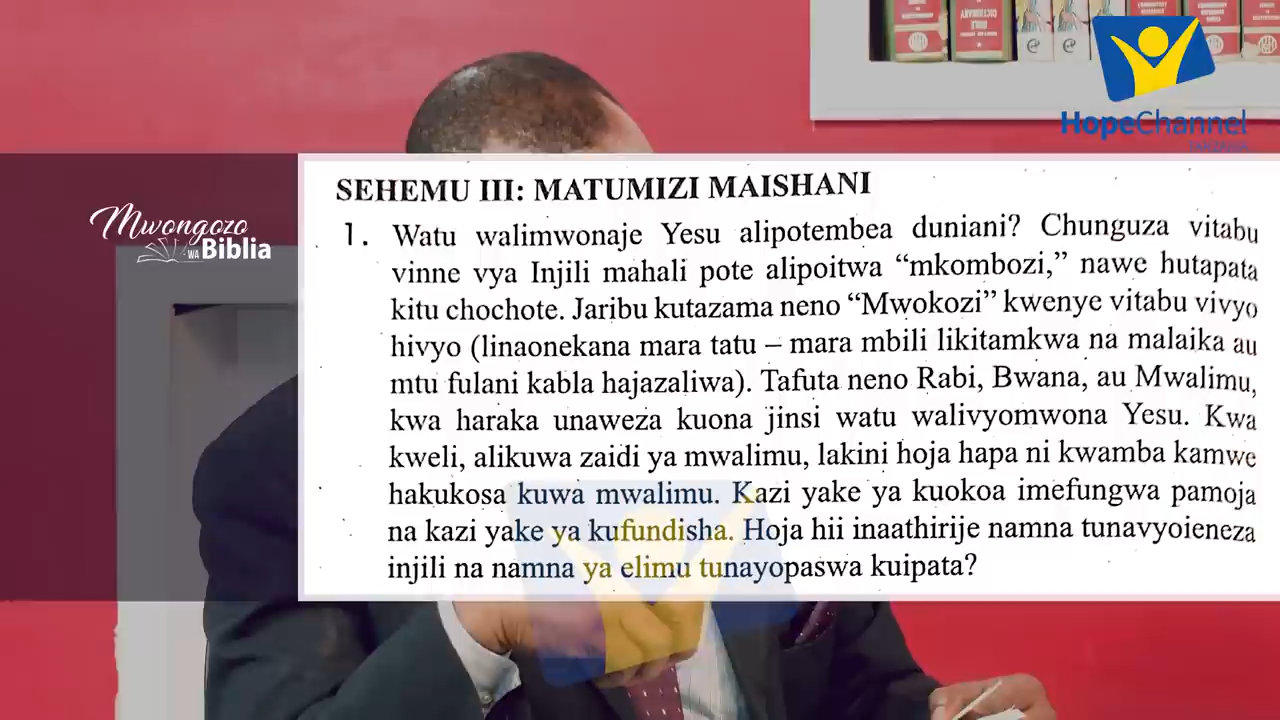 HopeChannel
TANZANIA
Mwongozo
WA Biblia
SEHEMU III: MATUMIZI MAISHANI
1. Watu walimwonaje Yesu alipotembea duniani? Chunguza vitabu
vinne vya Injili mahali pote alipoitwa “mkombozi,” nawe hutapata
kitu chochote. Jaribu kutazama neno “Mwokozi” kwenye vitabu vivyo
hivyo (linaonekana mara tatu – mara mbili likitamkwa na malaika au
mtu fulani kabla hajazaliwa). Tafuta neno Rabi, Bwana, au Mwalimu,
kwa haraka unaweza kuona jinsi watu walivyomwona Yesu. Kwa
kweli, alikuwa zaidi ya mwalimu, lakini hoja hapa ni kwamba kamwe
hakukosa kuwa mwalimu. Kazi yake ya kuokoa imefungwa pamoja
na kazi yake ya kufundisha. Hoja hii inaathirije namna tunavyoieneza
injili na namna ya elimu tunayopaswa kuipata?